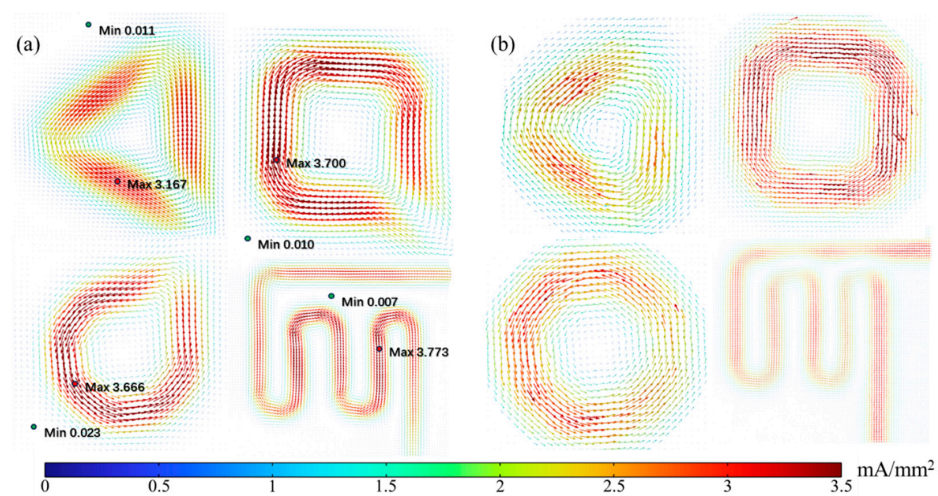 (a)
Min 0.011
(b)
Max 3.700
Max 3.167
Min 0.010
Min 0.007
Max 3.773
Max 3.666
Min 0.023
mA/mm²
0 0.5 1 1.5 2 2.5 3 3.5